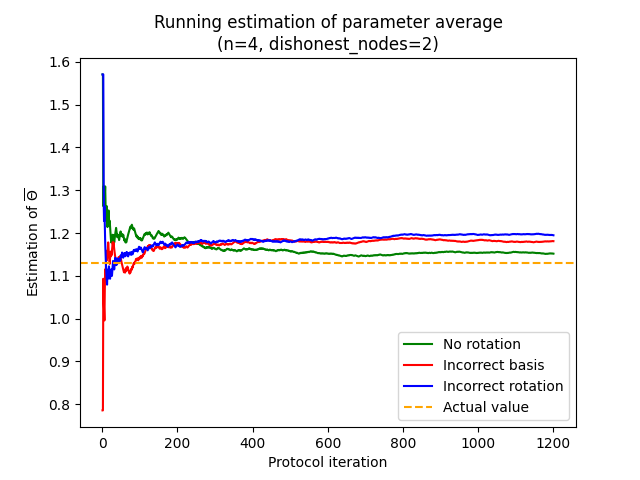 Running estimation of parameter average
(n=4, dishonest_nodes=2)
1.6
1.5
1.4
1.3
1.2
1.1
1.0
0.9
0.8
Estimation of Θ̅
0 200 400 600 800 1000 1200
Protocol iteration
No rotation
Incorrect basis
Incorrect rotation
Actual value